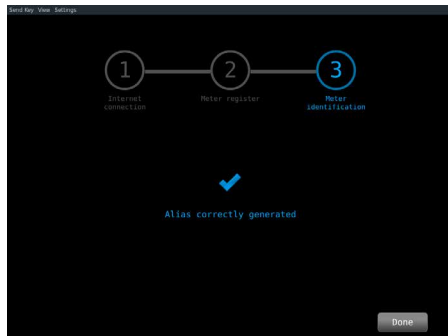 Send Key View Settings
1 2 3
Internet connection
Meter register
Meter identification
Alias correctly generated
Done